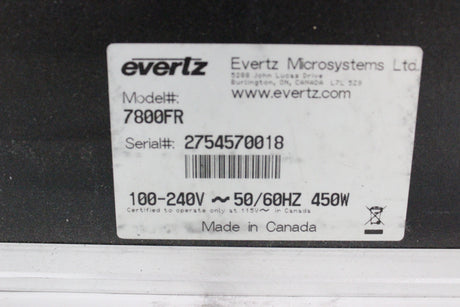 evertz
Evertz Microsystems Ltd.
5288 John Lucas Drive
Burlington, ON, CANADA L7L 5Z9
www.evertz.com
Model#:
7800FR
Serial#: 2754570018
100-240V ~ 50/60HZ 450W
Certified to operate only at 115V~ in Canada
Made in Canada